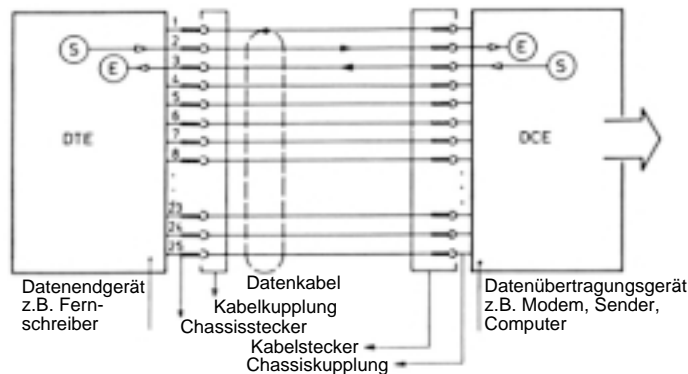 1
2
3
4
5
6
7
8
23
24
25
S
E
E
S
DTE
DCE
Datenendgerät
z.B. Fern-
schreiber
Datenkabel
Kabelkupplung
Chassisstecker
Kabelstecker
Chassiskupplung
Datenübertragungsgerät
z.B. Modem, Sender,
Computer